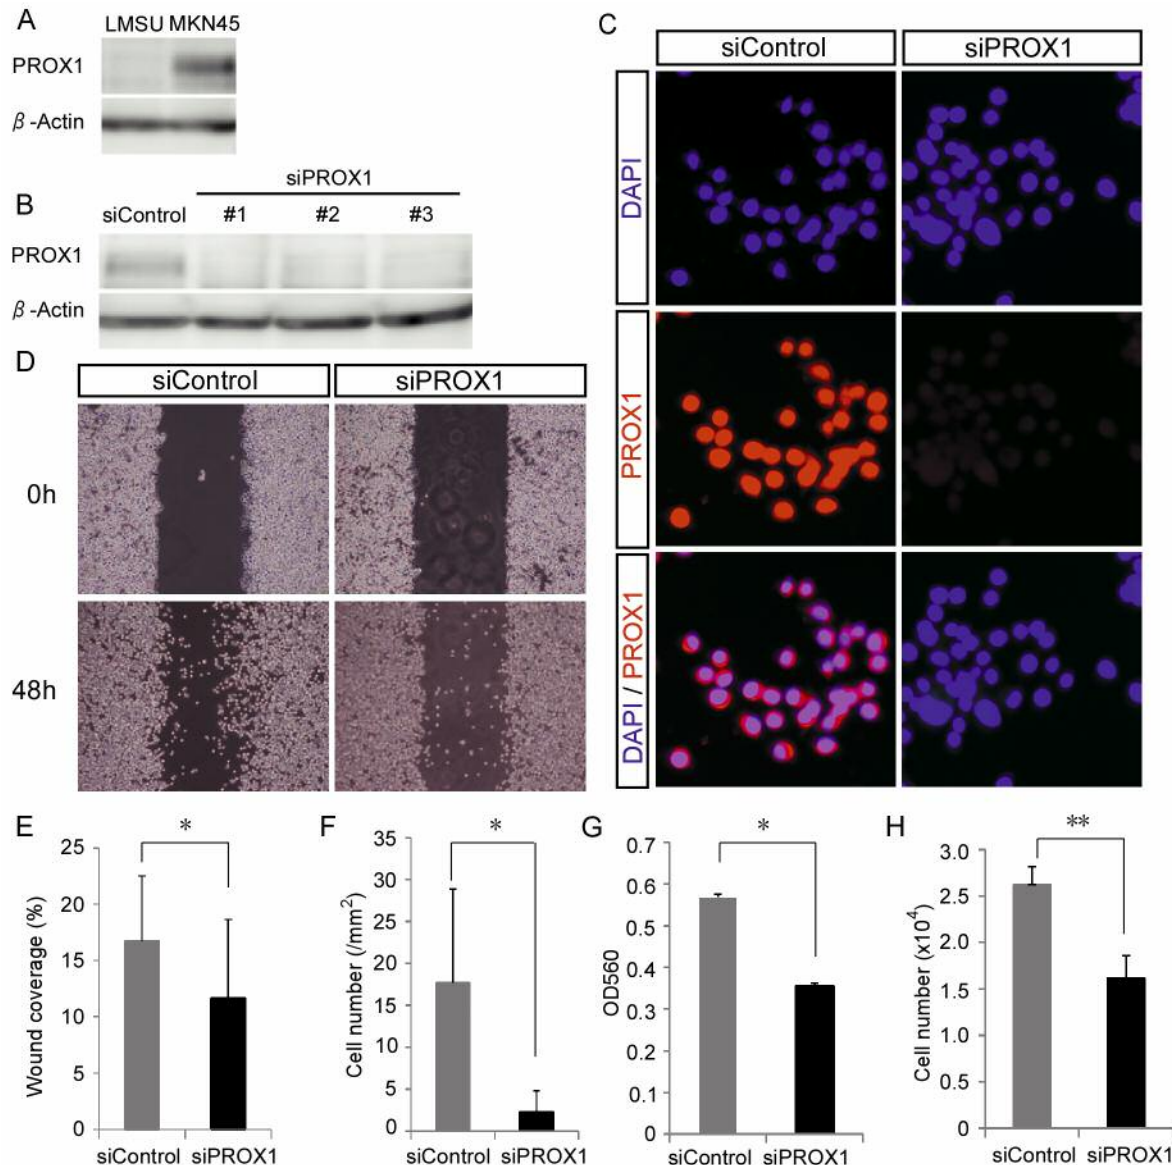 A
LMSU MKN45
PROX1
β-Actin
siPROX1
B
siControl #1 #2 #3
PROX1
β-Actin
C
siControl siPROX1
DAPI
PROX1
DAPI / PROX1
D
siControl siPROX1
0h
48h
E
*
Wound coverage (%)
25
20
15
10
5
0
siControl siPROX1
F
*
Cell number (/mm²)
35
30
25
20
15
10
5
0
siControl siPROX1
G
*
OD560
0.7
0.6
0.5
0.4
0.3
0.2
0.1
0
siControl siPROX1
H
**
Cell number (x10⁴)
3.0
2.5
2.0
1.5
1.0
0.5
0
siControl siPROX1